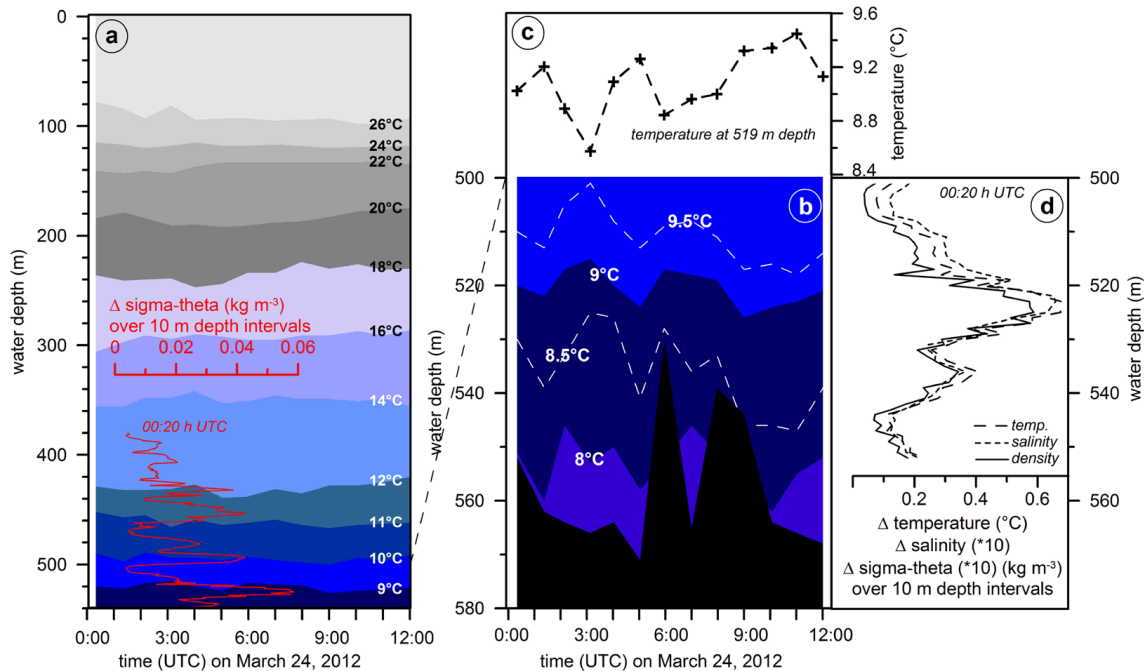 a
0
100
200
300
400
500
water depth (m)
26°C
24°C
22°C
20°C
18°C
16°C
14°C
12°C
11°C
10°C
9°C
Δ sigma-theta (kg m⁻³)
over 10 m depth intervals
0 0.02 0.04 0.06
00:20 h UTC
0:00 3:00 6:00 9:00 12:00
time (UTC) on March 24, 2012
c
9.6
9.2
8.8
8.4
temperature (°C)
temperature at 519 m depth
b
500
520
540
560
580
water depth (m)
9.5°C
9°C
8.5°C
8°C
0:00 3:00 6:00 9:00 12:00
time (UTC) on March 24, 2012
00:20 h UTC
d
500
520
540
560
water depth (m)
temp.
salinity
density
0.2 0.4 0.6
Δ temperature (°C)
Δ salinity (*10)
Δ sigma-theta (*10) (kg m⁻³)
over 10 m depth intervals